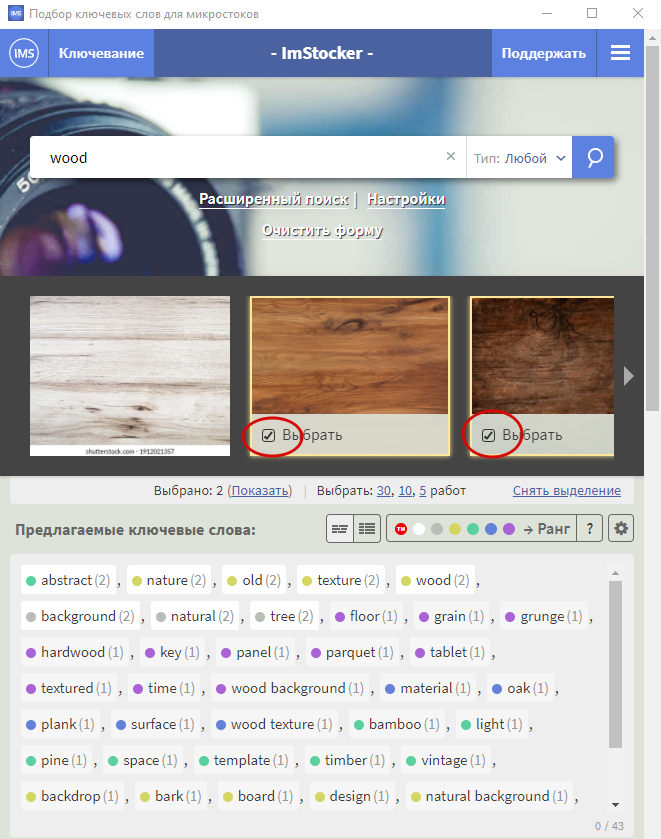 Подбор ключевых слов для микростоков
IMS Ключевание - ImStocker - Поддержать
wood Тип: Любой
Расширенный поиск | Настройки
Очистить форму
shutterstock.com - 1912021357
Выбрать Выбрать
Выбрано: 2 (Показать) | Выбрать: 30, 10, 5 работ Снять выделение
Предлагаемые ключевые слова: ТИ → Ранг ?
abstract (2) , nature (2) , old (2) , texture (2) , wood (2) ,
background (2) , natural (2) , tree (2) , floor (1) , grain (1) , grunge (1) ,
hardwood (1) , key (1) , panel (1) , parquet (1) , tablet (1) ,
textured (1) , time (1) , wood background (1) , material (1) , oak (1) ,
plank (1) , surface (1) , wood texture (1) , bamboo (1) , light (1) ,
pine (1) , space (1) , template (1) , timber (1) , vintage (1) ,
backdrop (1) , bark (1) , board (1) , design (1) , natural background (1) ,
0 / 43